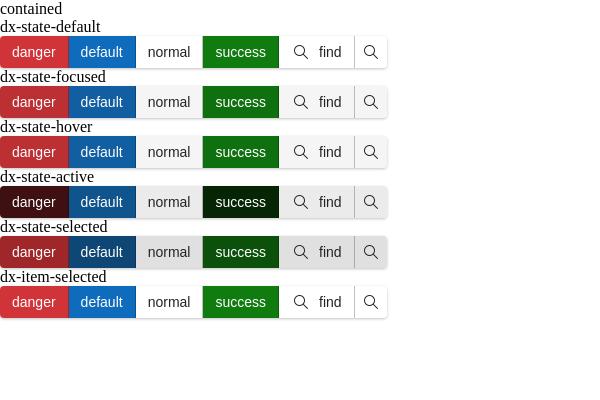 contained
dx-state-default
danger default normal success find
dx-state-focused
danger default normal success find
dx-state-hover
danger default normal success find
dx-state-active
danger default normal success find
dx-state-selected
danger default normal success find
dx-item-selected
danger default normal success find